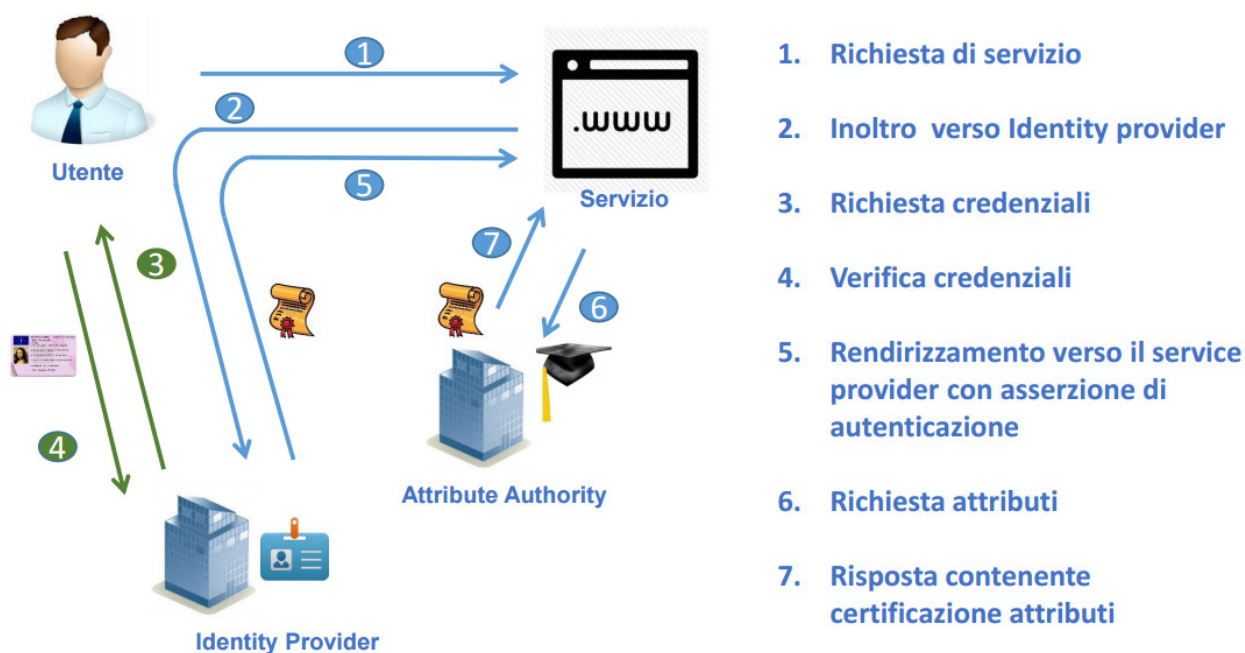 1
2
5
3
4
7
6
Utente
.www
Servizio
Attribute Authority
Identity Provider
1. Richiesta di servizio
2. Inoltro verso Identity provider
3. Richiesta credenziali
4. Verifica credenziali
5. Rendirizzamento verso il service
provider con asserzione di
autenticazione
6. Richiesta attributi
7. Risposta contenente
certificazione attributi